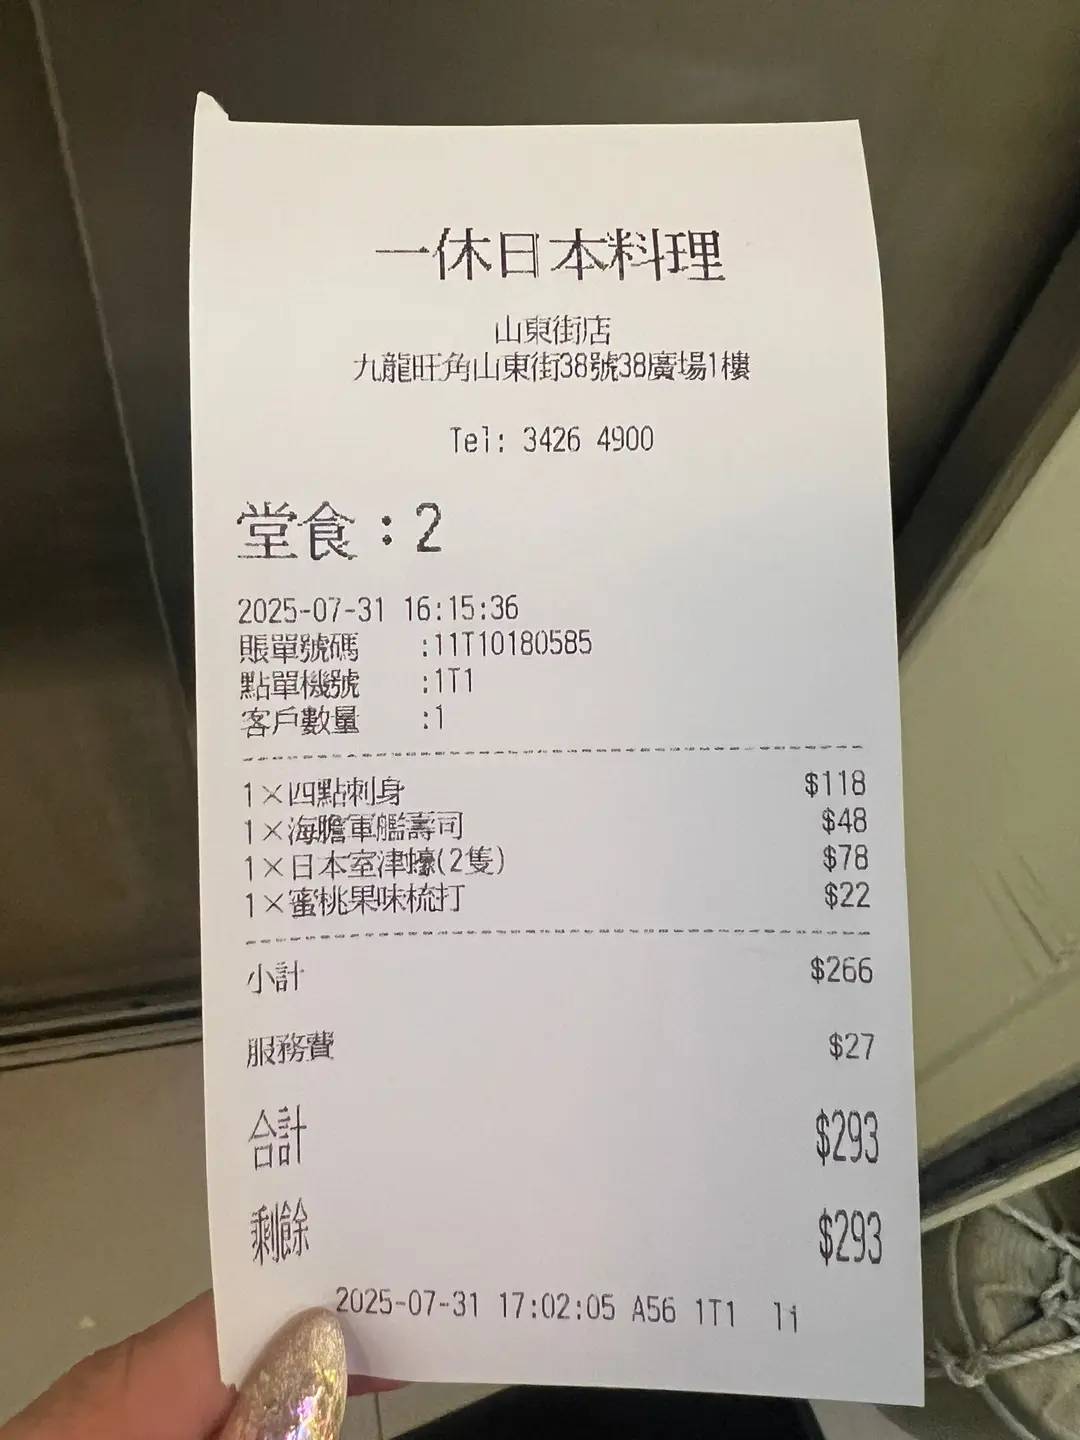 一休日本料理
山東街店
九龍旺角山東街38號38廣場1樓
Tel: 3426 4900
堂食：2
2025-07-31 16:15:36
賬單號碼 :11T10180585
點單機號 :1T1
客戶數量 :1
1×四點刺身 $118
1×海膽軍艦壽司 $48
1×日本室津蠔(2隻) $78
1×蜜桃果味梳打 $22
小計 $266
服務費 $27
合計 $293
剩餘 $293
2025-07-31 17:02:05 A56 1T1